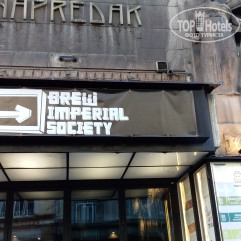 NAPREDAK
TOP Hotels
BREW
IMPERIAL
SOCIETY